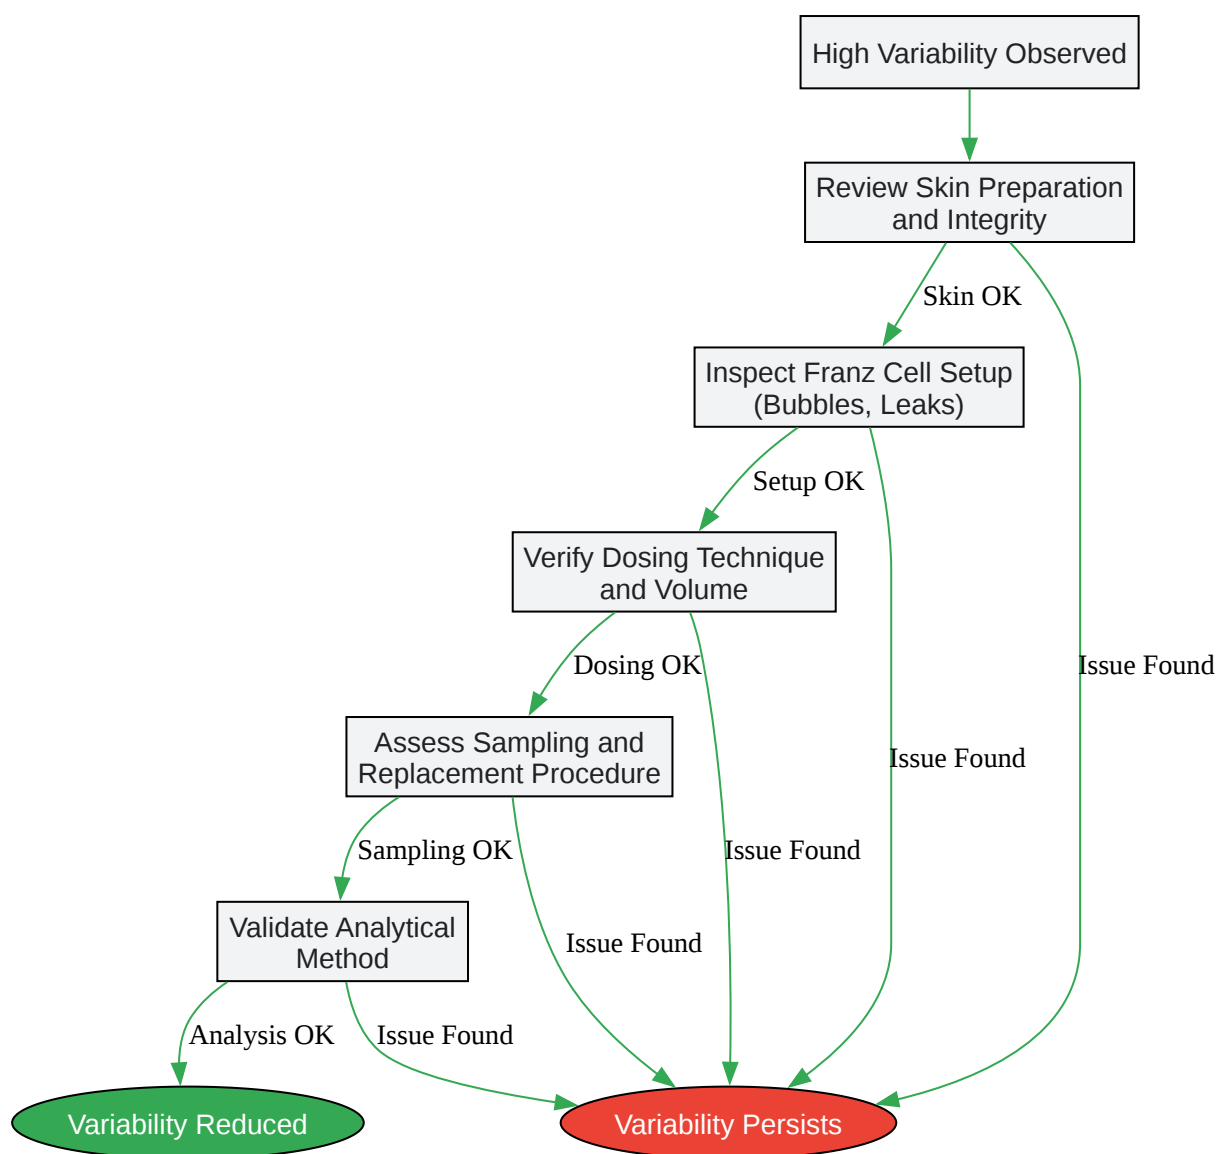 High Variability Observed
Review Skin Preparation
and Integrity
Skin OK
Inspect Franz Cell Setup
(Bubbles, Leaks)
Setup OK
Verify Dosing Technique
and Volume
Dosing OK
Issue Found
Assess Sampling and
Replacement Procedure
Issue Found
Sampling OK
Issue Found
Validate Analytical
Method
Issue Found
Analysis OK
Issue Found
Variability Reduced
Variability Persists